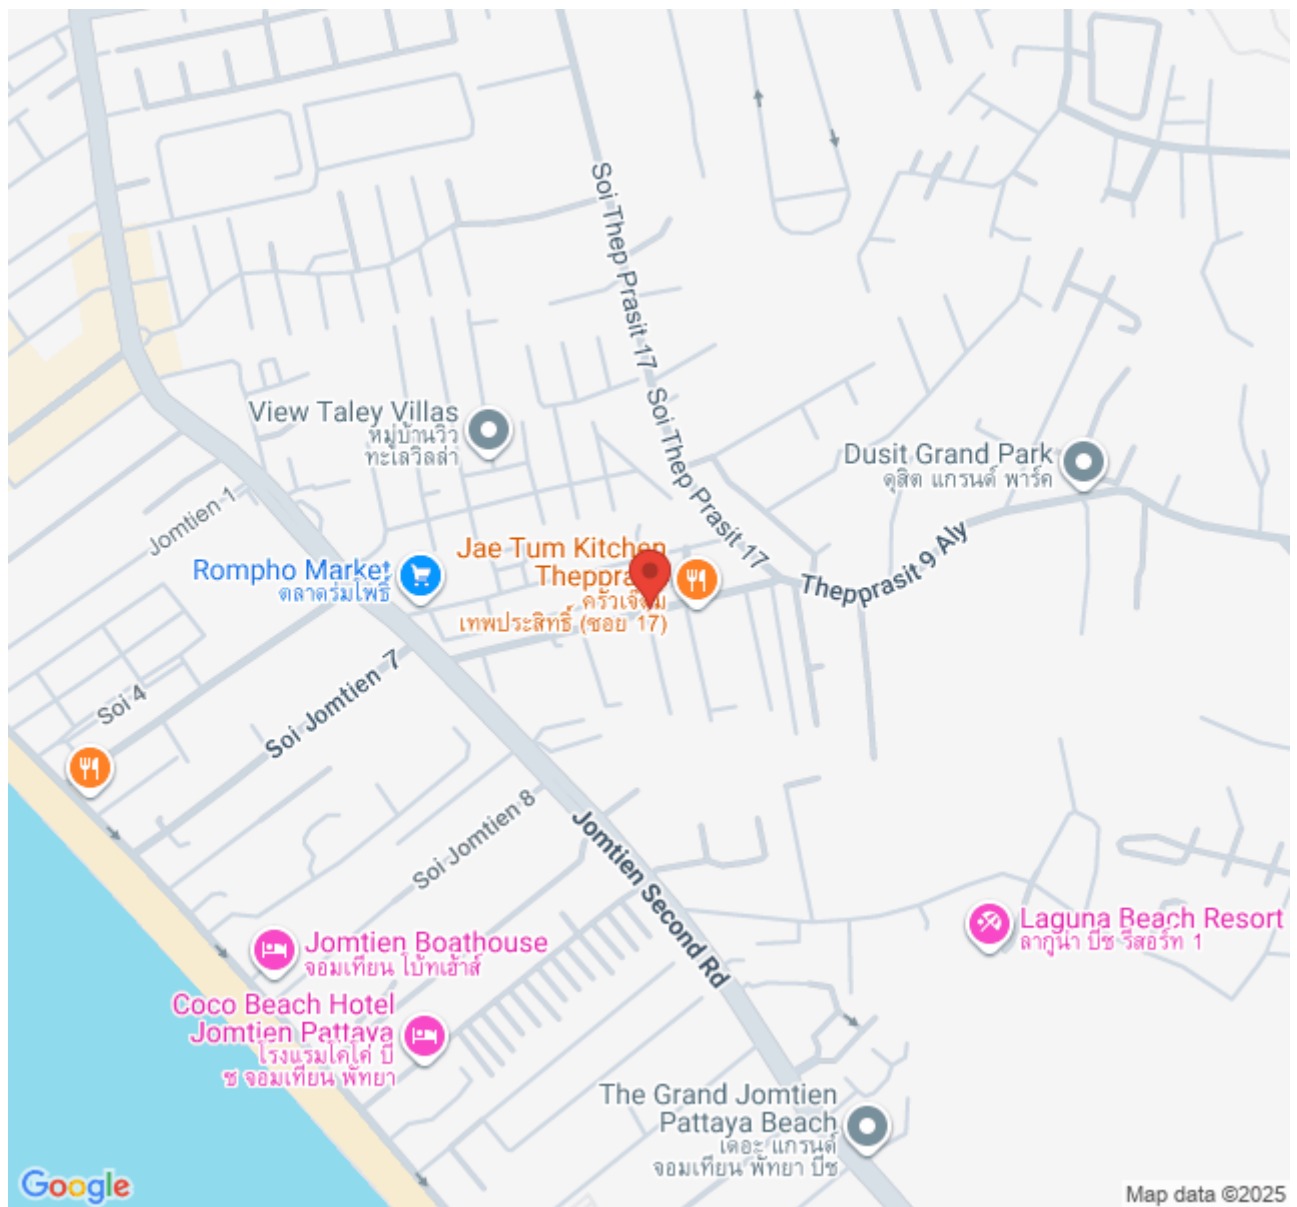 Soi Thep Prasit 17
Soi Thep Prasit 17
View Taley Villas
หมู่บ้านวิว
ทะเลวิลล่า
Dusit Grand Park
ดุสิต แกรนด์ พาร์ค
Jomtien 1
Rompho Market
ตลาดร่มโพธิ์
Jae Tum Kitchen
Thepprasit 9 Aly
เทพประสิทธิ์ (ซอย 17)
Soi Jomtien 7
Soi 4
Soi Jomtien 8
Jomtien Second Rd
Laguna Beach Resort
ลากูน่า บีช รีสอร์ท 1
Jomtien Boathouse
จอมเทียน โบ้ทเฮ้าส์
Coco Beach Hotel
Jomtien Pattaya
โรงแรมโคโค่ บี
ช จอมเทียน พัทยา
The Grand Jomtien
Pattaya Beach
เดอะ แกรนด์
จอมเทียน พัทยา บีช
Google
Map data ©2025